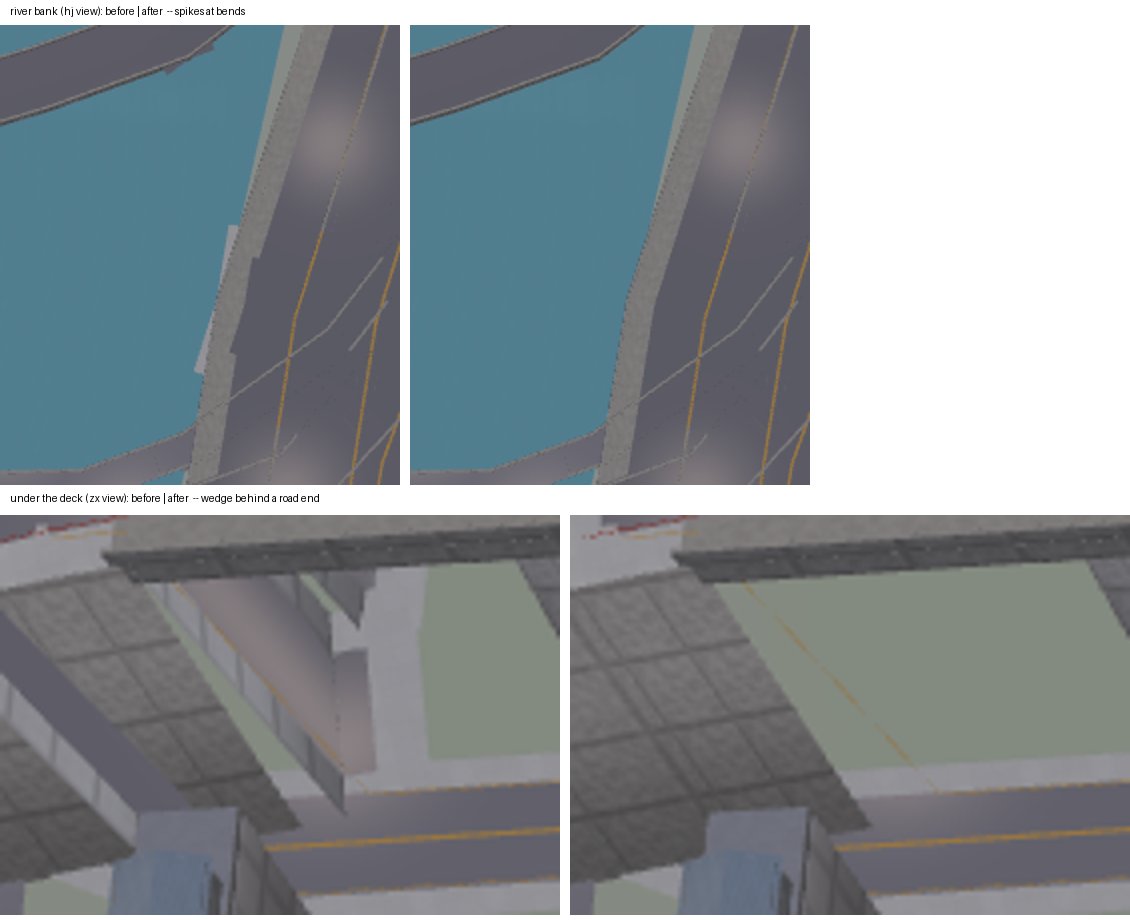 river bank (hj view): before | after -- spikes at bends
under the deck (zx view): before | after -- wedge behind a road end